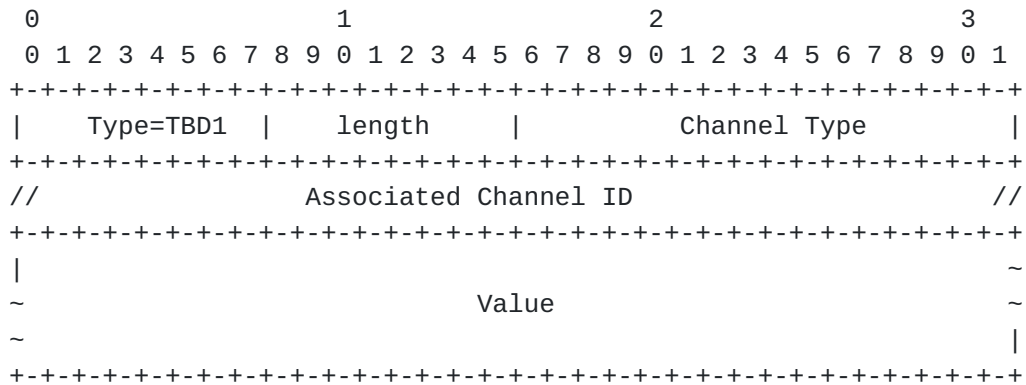 0                   1                   2                   3
 0 1 2 3 4 5 6 7 8 9 0 1 2 3 4 5 6 7 8 9 0 1 2 3 4 5 6 7 8 9 0 1
+-+-+-+-+-+-+-+-+-+-+-+-+-+-+-+-+-+-+-+-+-+-+-+-+-+-+-+-+-+-+-+-+
|    Type=TBD1  |    length     |          Channel Type         |
+-+-+-+-+-+-+-+-+-+-+-+-+-+-+-+-+-+-+-+-+-+-+-+-+-+-+-+-+-+-+-+-+
//                 Associated Channel ID                       //
+-+-+-+-+-+-+-+-+-+-+-+-+-+-+-+-+-+-+-+-+-+-+-+-+-+-+-+-+-+-+-+-+
|                                                               ~
~                             Value                             ~
~                                                               |
+-+-+-+-+-+-+-+-+-+-+-+-+-+-+-+-+-+-+-+-+-+-+-+-+-+-+-+-+-+-+-+-+